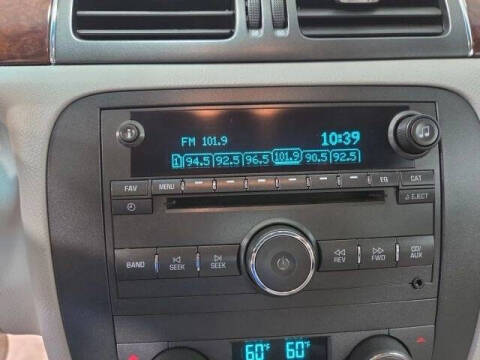 FM 101.9 10:39
1 94.5 92.5 96.5 101.9 90.5 92.5
FAV MENU EQ CAT
EJECT
BAND SEEK SEEK REV FWD AUX
60°F 60°F